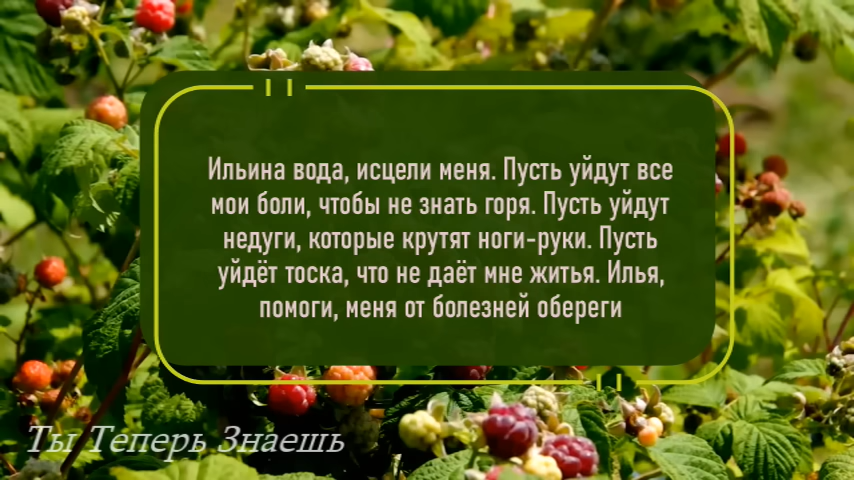 Ильина вода, исцели меня. Пусть уйдут все
мои боли, чтобы не знать горя. Пусть уйдут
недуги, которые крутят ноги-руки. Пусть
уйдёт тоска, что не даёт мне житья. Илья,
помоги, меня от болезней обереги
Ты Теперь Знаешь